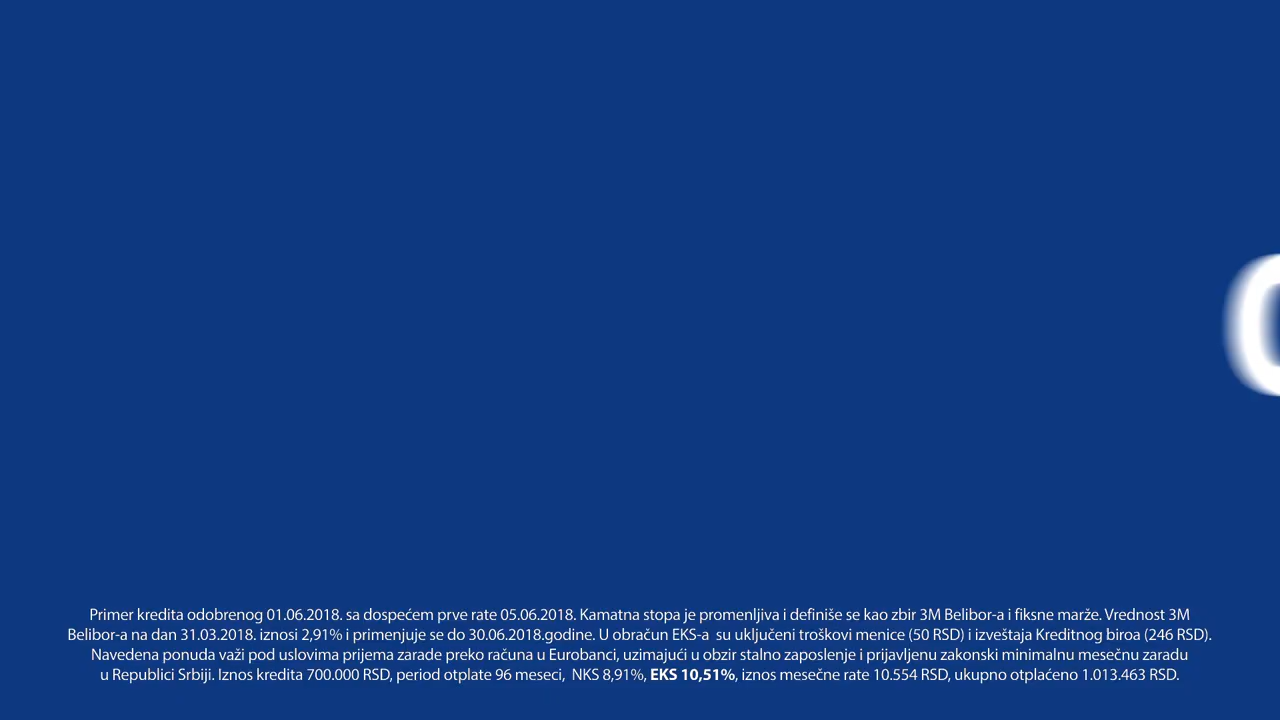 Primer kredita odobrenog 01.06.2018. sa dospećem prve rate 05.06.2018. Kamatna stopa je promenljiva i definiše se kao zbir 3M Belibor-a i fiksne marže. Vrednost 3M
Belibor-a na dan 31.03.2018. iznosi 2,91% i primenjuje se do 30.06.2018.godine. U obračun EKS-a  su uključeni troškovi menice (50 RSD) i izveštaja Kreditnog biroa (246 RSD).
Navedena ponuda važi pod uslovima prijema zarade preko računa u Eurobanci, uzimajući u obzir stalno zaposlenje i prijavljenu zakonski minimalnu mesečnu zaradu
u Republici Srbiji. Iznos kredita 700.000 RSD, period otplate 96 meseci,  NKS 8,91%, EKS 10,51%, iznos mesečne rate 10.554 RSD, ukupno otplaćeno 1.013.463 RSD.